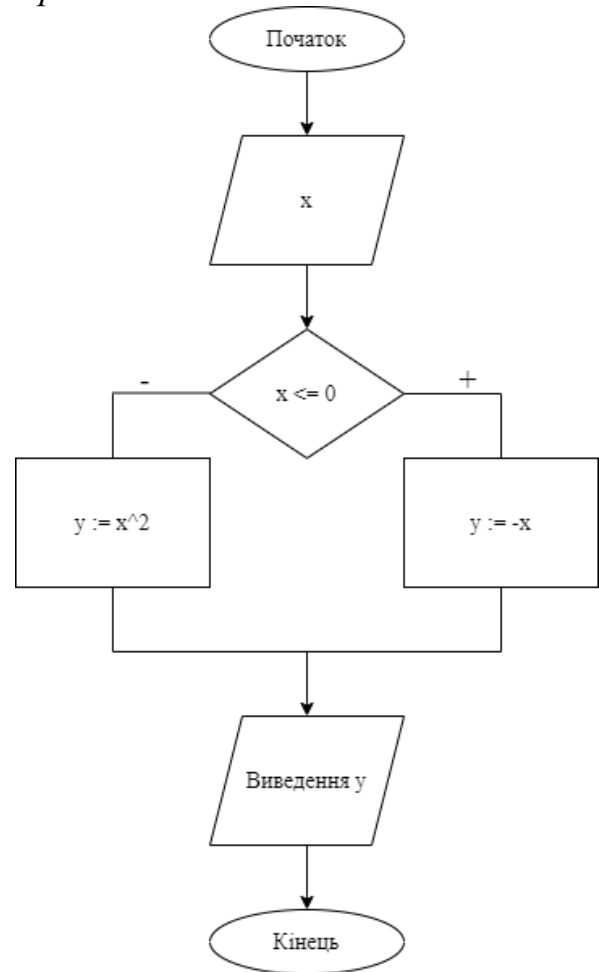 Початок
x
x <= 0
-
+
y := x^2
y := -x
Виведення y
Кінець